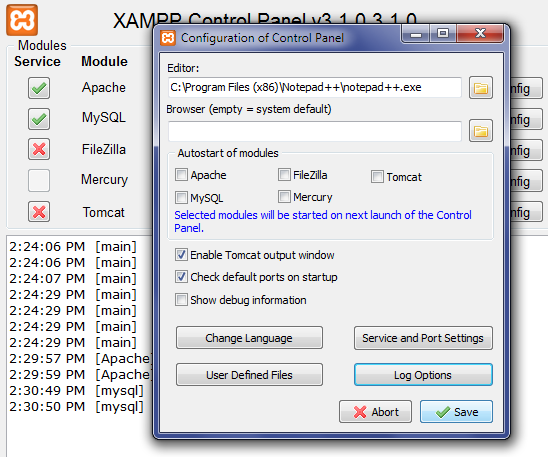 XAMPP Control Panel v3.1.0 3.1.0
Modules
Service Module
Apache
MySQL
FileZilla
Mercury
Tomcat
nfig
nfig
nfig
nfig
nfig
2:24:06 PM [main]
2:24:06 PM [main]
2:24:07 PM [main]
2:24:29 PM [main]
2:24:29 PM [main]
2:24:29 PM [main]
2:24:29 PM [main]
2:29:57 PM [Apache]
2:29:59 PM [Apache]
2:30:49 PM [mysql]
2:30:50 PM [mysql]
Configuration of Control Panel
Editor:
C:\Program Files (x86)\Notepad++\notepad++.exe
Browser (empty = system default)
Autostart of modules
Apache FileZilla Tomcat
MySQL Mercury
Selected modules will be started on next launch of the Control
Panel.
Enable Tomcat output window
Check default ports on startup
Show debug information
Change Language Service and Port Settings
User Defined Files Log Options
Abort Save